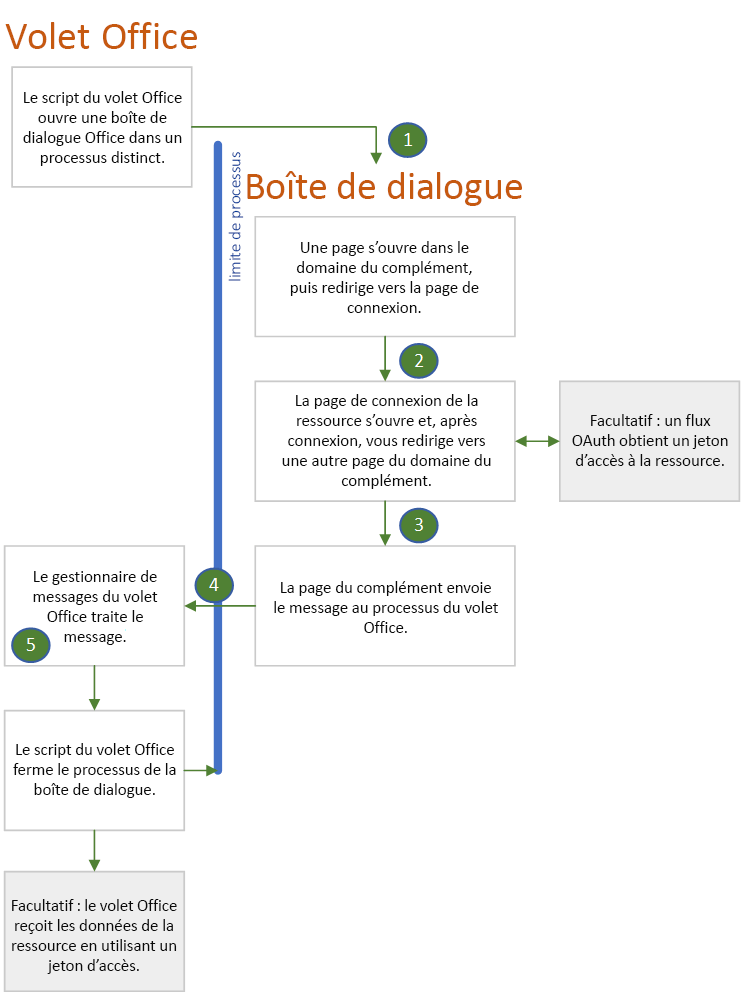 Volet Office
Le script du volet Office
ouvre une boîte de
dialogue Office dans un
processus distinct.
1
limite de processus
Boîte de dialogue
Une page s’ouvre dans le
domaine du complément,
puis redirige vers la page de
connexion.
2
La page de connexion de la
ressource s’ouvre et, après
connexion, vous redirige vers
une autre page du domaine du
complément.
Facultatif : un flux
OAuth obtient un jeton
d’accès à la ressource.
3
La page du complément envoie
le message au processus du volet
Office.
4
Le gestionnaire de
messages du volet
Office traite le
message.
5
Le script du volet Office
ferme le processus de la
boîte de dialogue.
Facultatif : le volet Office
reçoit les données de la
ressource en utilisant un
jeton d’accès.